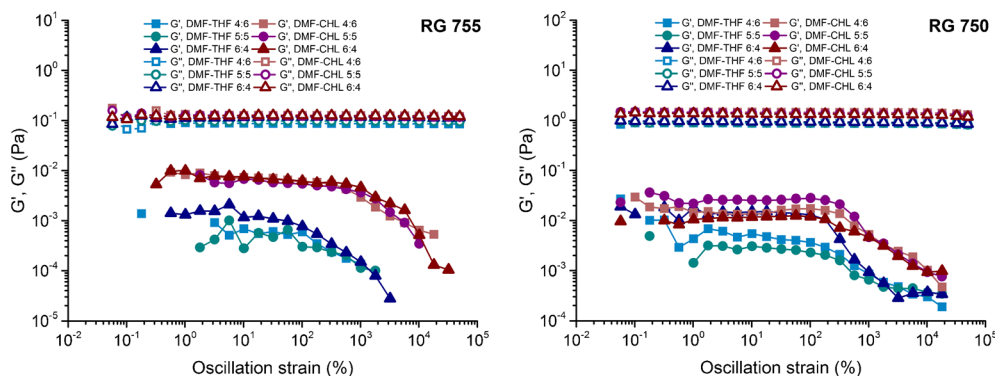 RG 755
G', DMF-THF 4:6 G', DMF-CHL 4:6
G', DMF-THF 5:5 G', DMF-CHL 5:5
G', DMF-THF 6:4 G', DMF-CHL 6:4
G'', DMF-THF 4:6 G'', DMF-CHL 4:6
G'', DMF-THF 5:5 G'', DMF-CHL 5:5
G'', DMF-THF 6:4 G'', DMF-CHL 6:4
10^1
10^0
10^-1
10^-2
10^-3
10^-4
10^-5
G', G'' (Pa)
10^-2 10^-1 10^0 10^1 10^2 10^3 10^4 10^5
Oscillation strain (%)
RG 750
G', DMF-THF 4:6 G', DMF-CHL 4:6
G', DMF-THF 5:5 G', DMF-CHL 5:5
G', DMF-THF 6:4 G', DMF-CHL 6:4
G'', DMF-THF 4:6 G'', DMF-CHL 4:6
G'', DMF-THF 5:5 G'', DMF-CHL 5:5
G'', DMF-THF 6:4 G'', DMF-CHL 6:4
10^1
10^0
10^-1
10^-2
10^-3
10^-4
10^-5
G', G'' (Pa)
10^-2 10^-1 10^0 10^1 10^2 10^3 10^4 10^5
Oscillation strain (%)